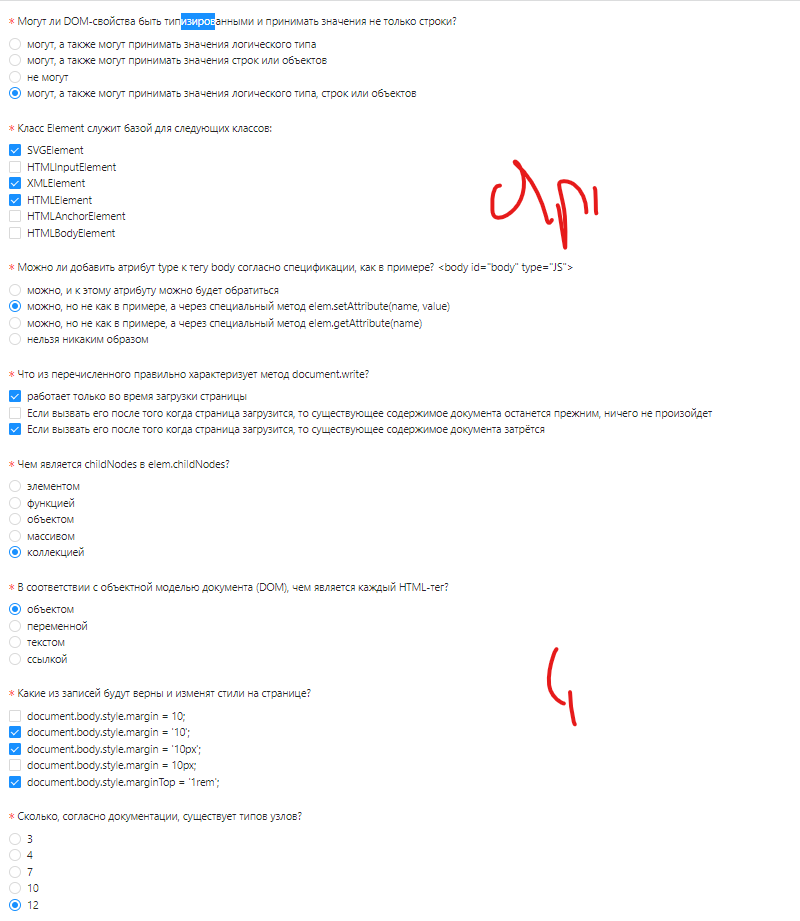 * Могут ли DOM-свойства быть типизированными и принимать значения не только строки?
могут, а также могут принимать значения логического типа
могут, а также могут принимать значения строк или объектов
не могут
могут, а также могут принимать значения логического типа, строк или объектов
* Класс Element служит базой для следующих классов:
SVGElement
HTMLInputElement
XMLElement
HTMLElement
HTMLAnchorElement
HTMLBodyElement
* Можно ли добавить атрибут type к тегу body согласно спецификации, как в примере? <body id="body" type="JS">
можно, и к этому атрибуту можно будет обратиться
можно, но не как в примере, а через специальный метод elem.setAttribute(name, value)
можно, но не как в примере, а через специальный метод elem.getAttribute(name)
нельзя никаким образом
* Что из перечисленного правильно характеризует метод document.write?
работает только во время загрузки страницы
Если вызвать его после того когда страница загрузится, то существующее содержимое документа останется прежним, ничего не произойдет
Если вызвать его после того когда страница загрузится, то существующее содержимое документа затрётся
* Чем является childNodes в elem.childNodes?
элементом
функцией
объектом
массивом
коллекцией
* В соответствии с объектной моделью документа (DOM), чем является каждый HTML-тег?
объектом
переменной
текстом
ссылкой
* Какие из записей будут верны и изменят стили на странице?
document.body.style.margin = 10;
document.body.style.margin = '10';
document.body.style.margin = '10px';
document.body.style.margin = 10px;
document.body.style.marginTop = '1rem';
* Сколько, согласно документации, существует типов узлов?
3
4
7
10
12